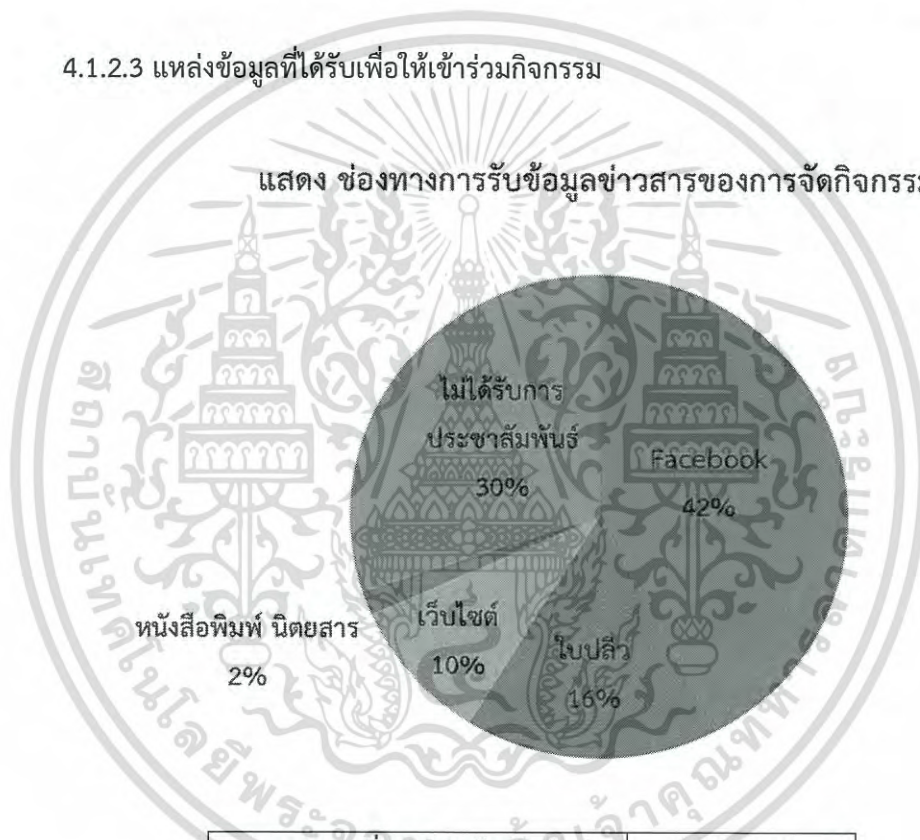 4.1.2.3 แหล่งข้อมูลที่ได้รับเพื่อให้เข้าร่วมกิจกรรม
แสดง ช่องทางการรับข้อมูลข่าวสารของการจัดกิจกรร
ไม่ได้รับการ
ประชาสัมพันธ์
30%
Facebook
42%
หนังสือพิมพ์ นิตยสาร
2%
เว็บไซต์
10%
ใบปลิว
16%